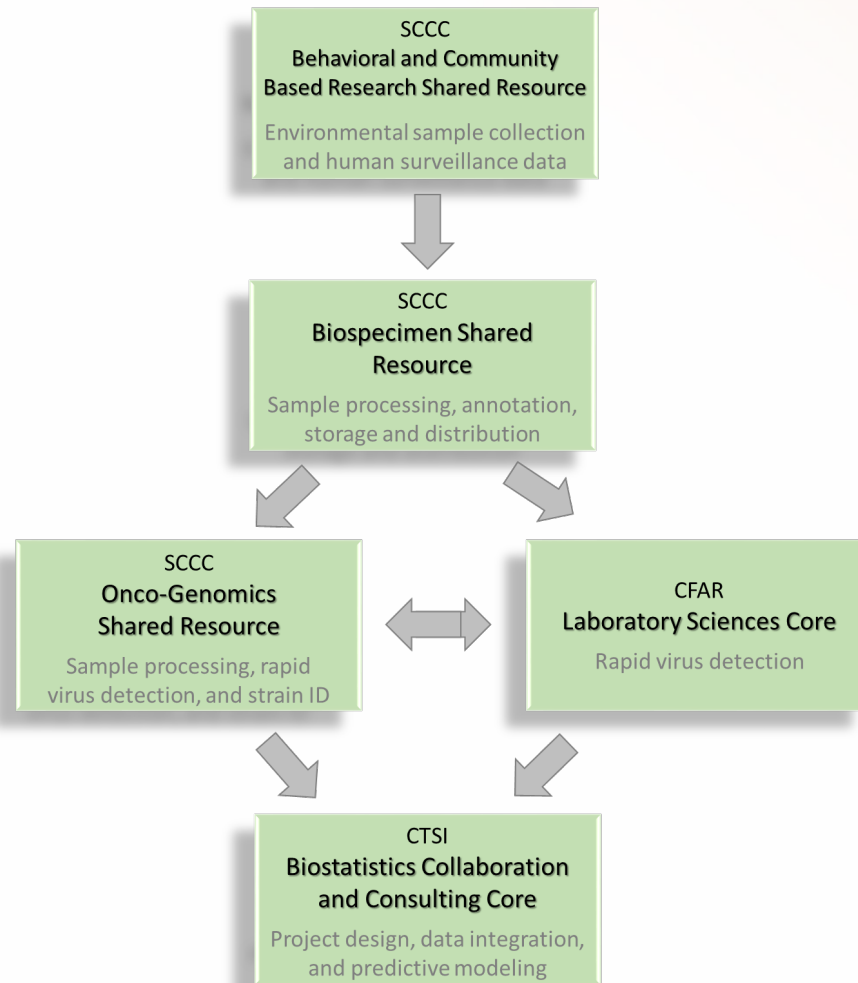 SCCC
Behavioral and Community
Based Research Shared Resource
Environmental sample collection
and human surveillance data
SCCC
Biospecimen Shared
Resource
Sample processing, annotation,
storage and distribution
SCCC
Onco-Genomics
Shared Resource
Sample processing, rapid
virus detection, and strain ID
CFAR
Laboratory Sciences Core
Rapid virus detection
CTSI
Biostatistics Collaboration
and Consulting Core
Project design, data integration,
and predictive modeling